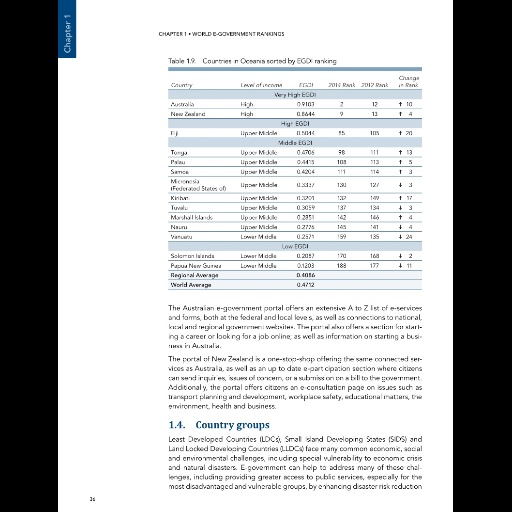 Chapter 1
CHAPTER 1 • WORLD E-GOVERNMENT RANKINGS
Table 1.9. Countries in Oceania sorted by EGDI ranking
Country Level of Income EGDI 2014 Rank 2012 Rank Change in Rank
Very High EGDI
Australia High 0.9103 2 12 ↑ 10
New Zealand High 0.8644 9 13 ↑ 4
High EGDI
Fiji Upper Middle 0.5044 85 105 ↑ 20
Middle EGDI
Tonga Upper Middle 0.4706 98 111 ↑ 13
Palau Upper Middle 0.4415 108 113 ↑ 5
Samoa Upper Middle 0.4204 111 114 ↑ 3
Micronesia
(Federated States of) Upper Middle 0.3337 130 127 ↓ 3
Kiribati Upper Middle 0.3201 132 149 ↑ 17
Tuvalu Upper Middle 0.3059 137 134 ↓ 3
Marshall Islands Upper Middle 0.2851 142 146 ↑ 4
Nauru Upper Middle 0.2776 145 141 ↓ 4
Vanuatu Lower Middle 0.2571 159 135 ↓ 24
Low EGDI
Solomon Islands Lower Middle 0.2087 170 168 ↓ 2
Papua New Guinea Lower Middle 0.1203 188 177 ↓ 11
Regional Average 0.4086
World Average 0.4712
The Australian e-government portal offers an extensive A to Z list of e-services
and forms, both at the federal and local levels, as well as connections to national,
local and regional government websites. The portal also offers a section for start-
ing a career or looking for a job online, as well as information on starting a busi-
ness in Australia.
The portal of New Zealand is a one-stop-shop offering the same connected ser-
vices as Australia, as well as an up to date e-participation section where citizens
can send inquiries, issues of concern, or a submission on a bill to the government.
Additionally, the portal offers citizens an e-consultation page on issues such as
transport planning and development, workplace safety, educational matters, the
environment, health and business.
1.4. Country groups
Least Developed Countries (LDCs), Small Island Developing States (SIDS) and
Land Locked Developing Countries (LLDCs) face many common economic, social
and environmental challenges, including special vulnerability to economic crisis
and natural disasters. E-government can help to address many of these chal-
lenges, including providing greater access to public services, especially for the
most disadvantaged and vulnerable groups, by enhancing disaster risk reduction
36